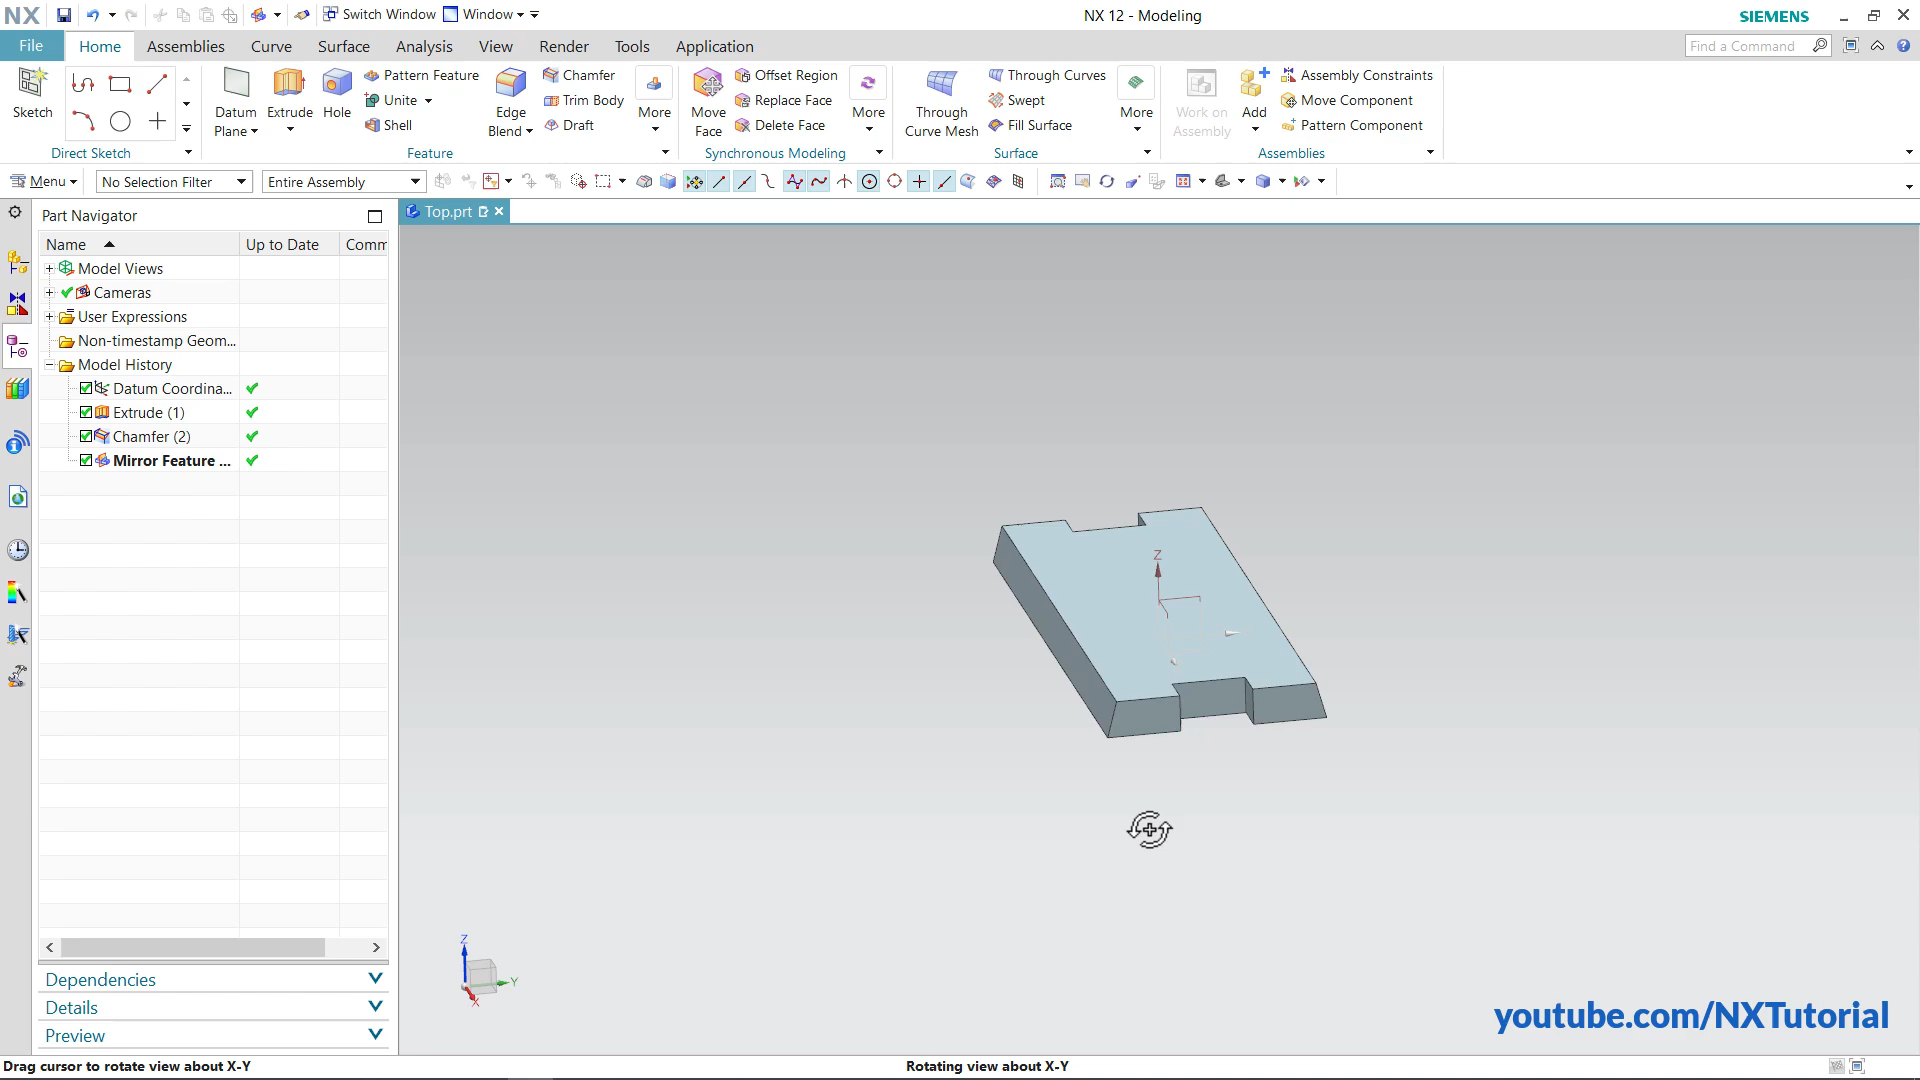 NX Switch Window Window NX 12 - Modeling SIEMENS
File Home Assemblies Curve Surface Analysis View Render Tools Application Find a Command
Sketch
Direct Sketch
Datum Plane
Extrude
Hole
Pattern Feature
Unite
Shell
Edge Blend
Chamfer
Trim Body
Draft
More
Feature
Move Face
Offset Region
Replace Face
Delete Face
More
Synchronous Modeling
Through Curve Mesh
Through Curves
Swept
Fill Surface
More
Surface
Work on Assembly
Add
Assembly Constraints
Move Component
Pattern Component
Assemblies
Menu No Selection Filter Entire Assembly
Part Navigator
Top.prt
Name Up to Date Comm
Model Views
Cameras
User Expressions
Non-timestamp Geom...
Model History
Datum Coordina...
Extrude (1)
Chamfer (2)
Mirror Feature ...
Z
Z
Y
X
Dependencies
Details
Preview
youtube.com/NXTutorial
Drag cursor to rotate view about X-Y Rotating view about X-Y